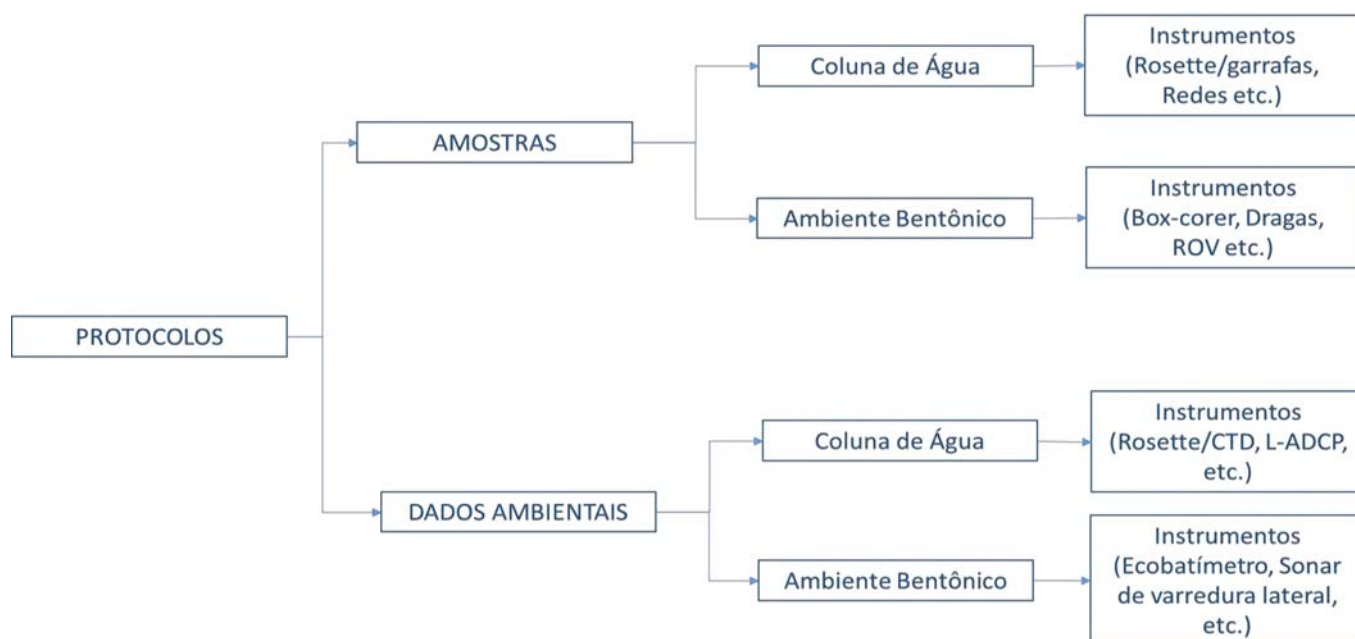 PROTOCOLOS
AMOSTRAS
Coluna de Água
Instrumentos
(Rosette/garrafas,
Redes etc.)
Ambiente Bentônico
Instrumentos
(Box-corer, Dragas,
ROV etc.)
DADOS AMBIENTAIS
Coluna de Água
Instrumentos
(Rosette/CTD, L-ADCP,
etc.)
Ambiente Bentônico
Instrumentos
(Ecobatímetro, Sonar
de varredura lateral,
etc.)